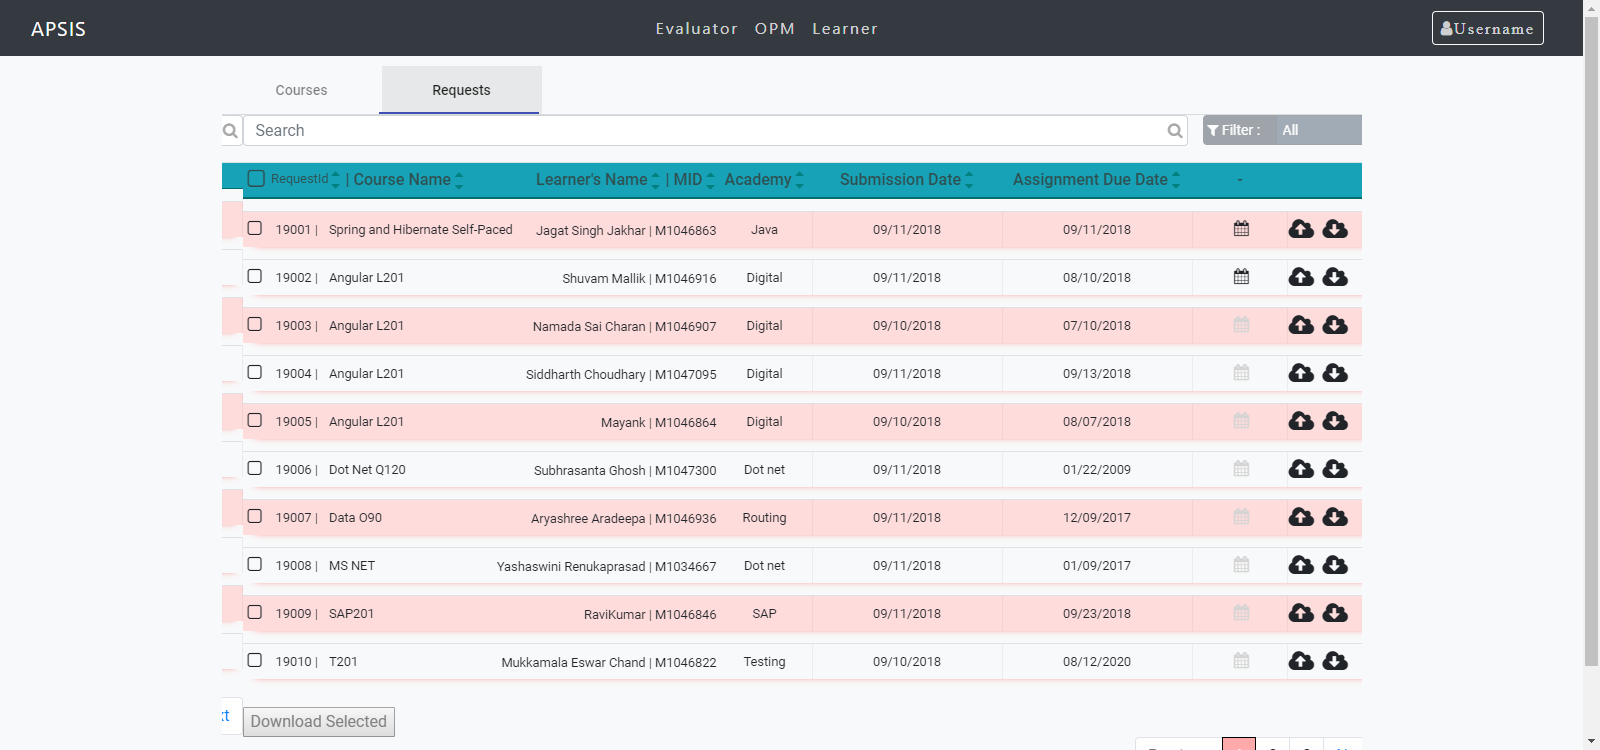 APSIS Evaluator OPM Learner Username
Courses Requests
Search Filter : All
RequestId | Course Name Learner's Name | MID Academy Submission Date Assignment Due Date -
19001 | Spring and Hibernate Self-Paced Jagat Singh Jakhar | M1046863 Java 09/11/2018 09/11/2018
19002 | Angular L201 Shuvam Mallik | M1046916 Digital 09/11/2018 08/10/2018
19003 | Angular L201 Namada Sai Charan | M1046907 Digital 09/10/2018 07/10/2018
19004 | Angular L201 Siddharth Choudhary | M1047095 Digital 09/11/2018 09/13/2018
19005 | Angular L201 Mayank | M1046864 Digital 09/10/2018 08/07/2018
19006 | Dot Net Q120 Subhrasanta Ghosh | M1047300 Dot net 09/11/2018 01/22/2009
19007 | Data O90 Aryashree Aradeepa | M1046936 Routing 09/11/2018 12/09/2017
19008 | MS NET Yashaswini Renukaprasad | M1034667 Dot net 09/11/2018 01/09/2017
19009 | SAP201 RaviKumar | M1046846 SAP 09/11/2018 09/23/2018
19010 | T201 Mukkamala Eswar Chand | M1046822 Testing 09/10/2018 08/12/2020
Download Selected